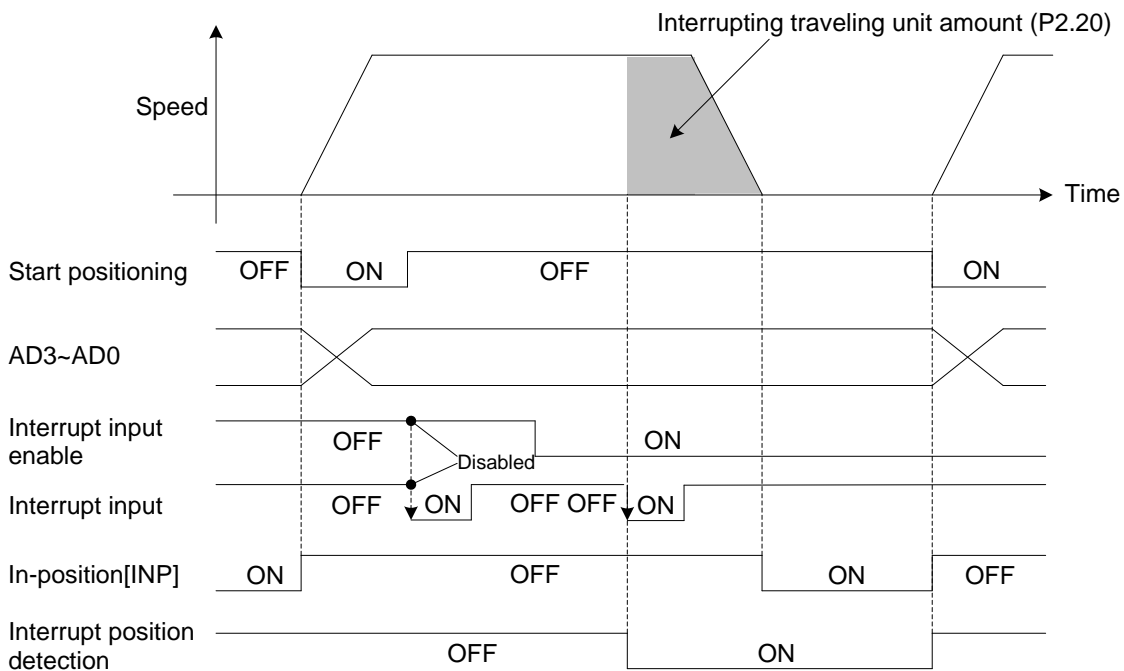 Interrupting traveling unit amount (P2.20)
Speed
Time
Start positioning
OFF ON OFF ON
AD3~AD0
Interrupt input
enable
OFF ON
Disabled
Interrupt input
OFF ON OFF OFF ON
In-position[INP]
ON OFF ON OFF
Interrupt position
detection
OFF ON